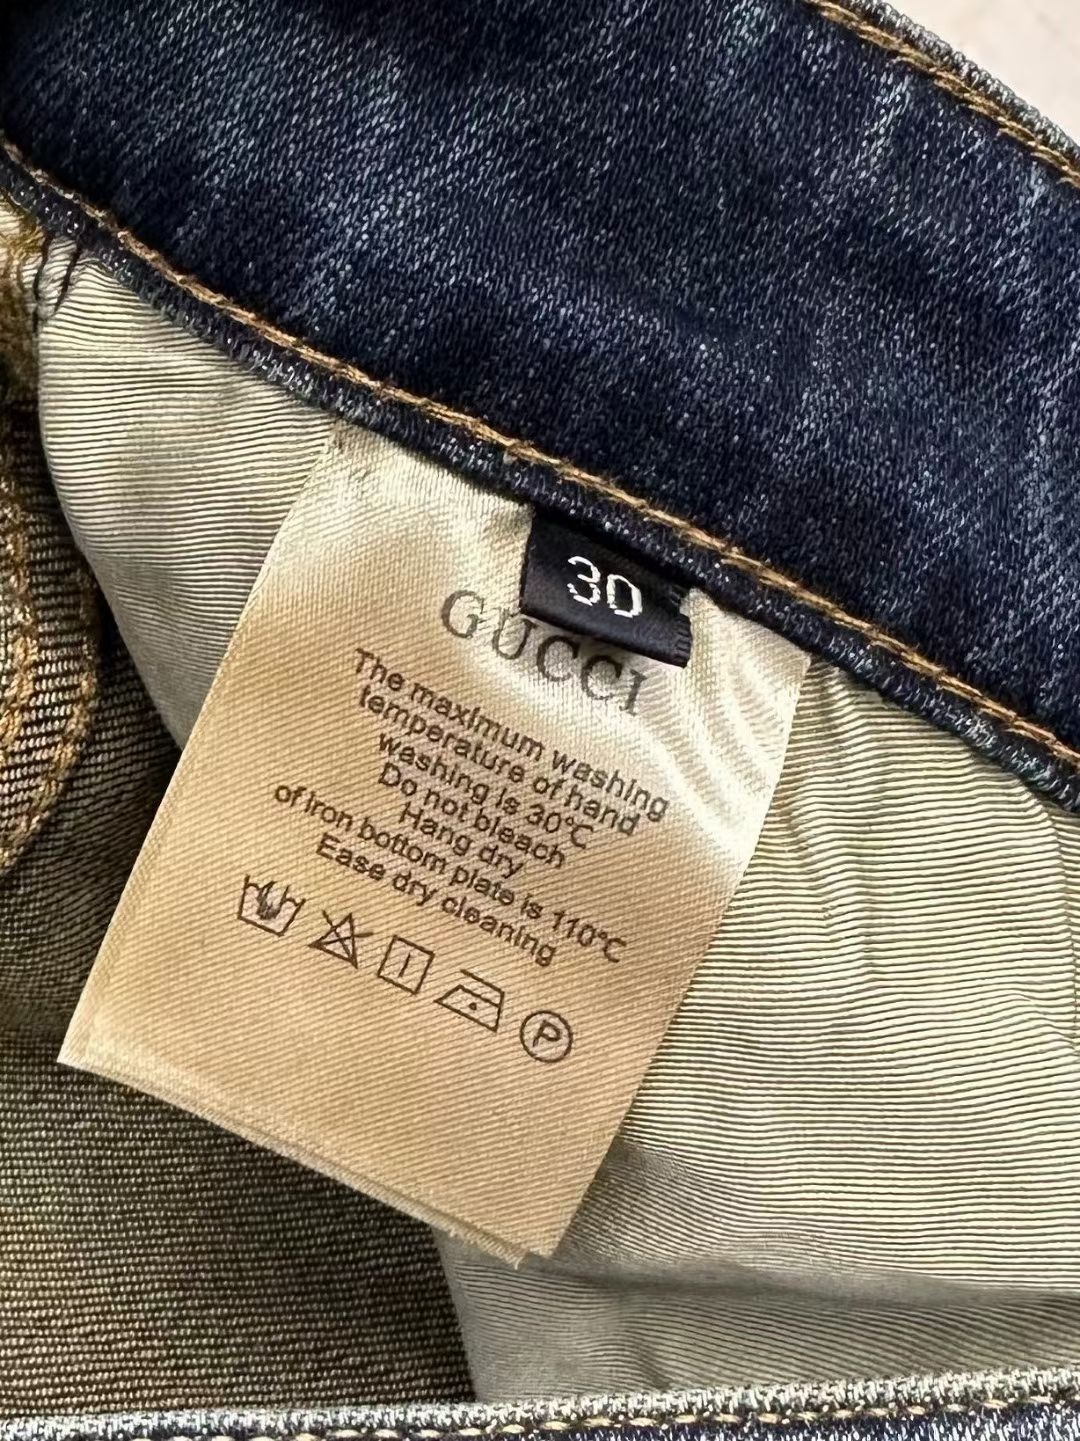 30
GUCCI
The maximum washing
temperature of hand
washing is 30℃
Do not bleach
Hang dry
of iron bottom plate is 110℃
Ease dry cleaning
P